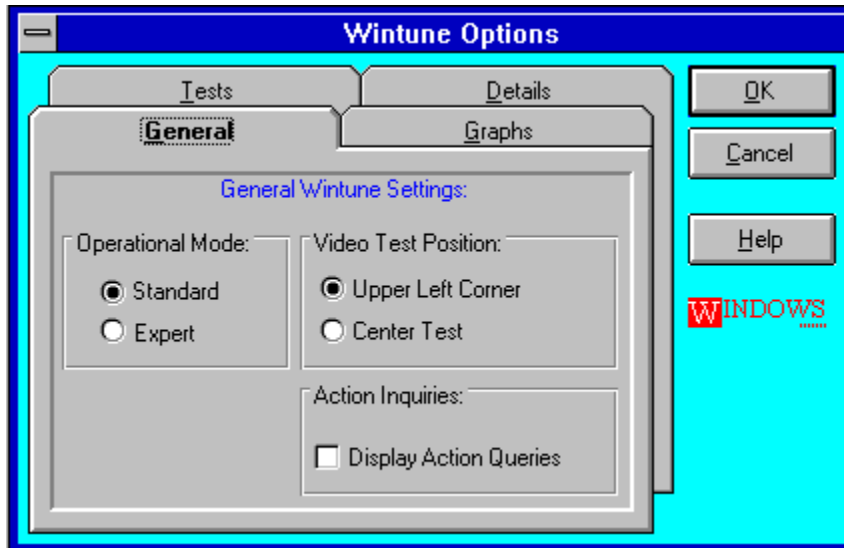 Wintune Options
Tests
Details
General
Graphs
General Wintune Settings:
Operational Mode:
Standard
Expert
Video Test Position:
Upper Left Corner
Center Test
Action Inquiries:
Display Action Queries
OK
Cancel
Help
WINDOWS